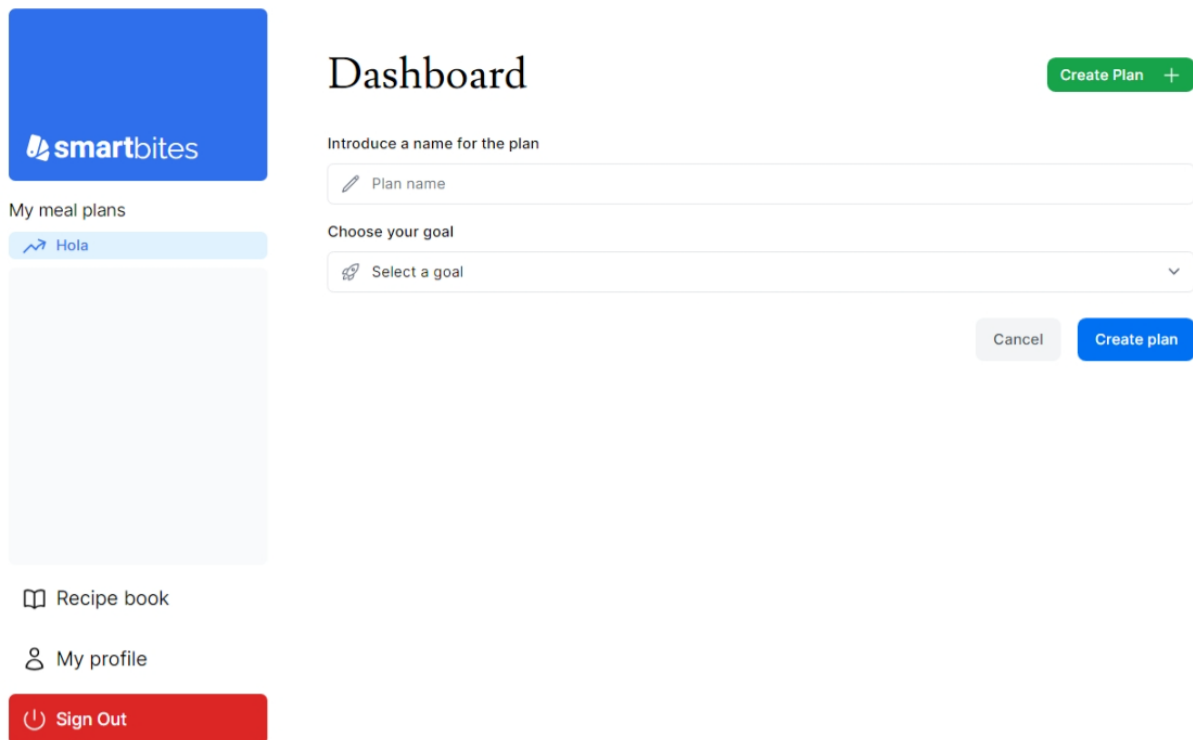 smartbites
My meal plans
Hola
Recipe book
My profile
Sign Out
Dashboard
Create Plan +
Introduce a name for the plan
Plan name
Choose your goal
Select a goal
Cancel
Create plan